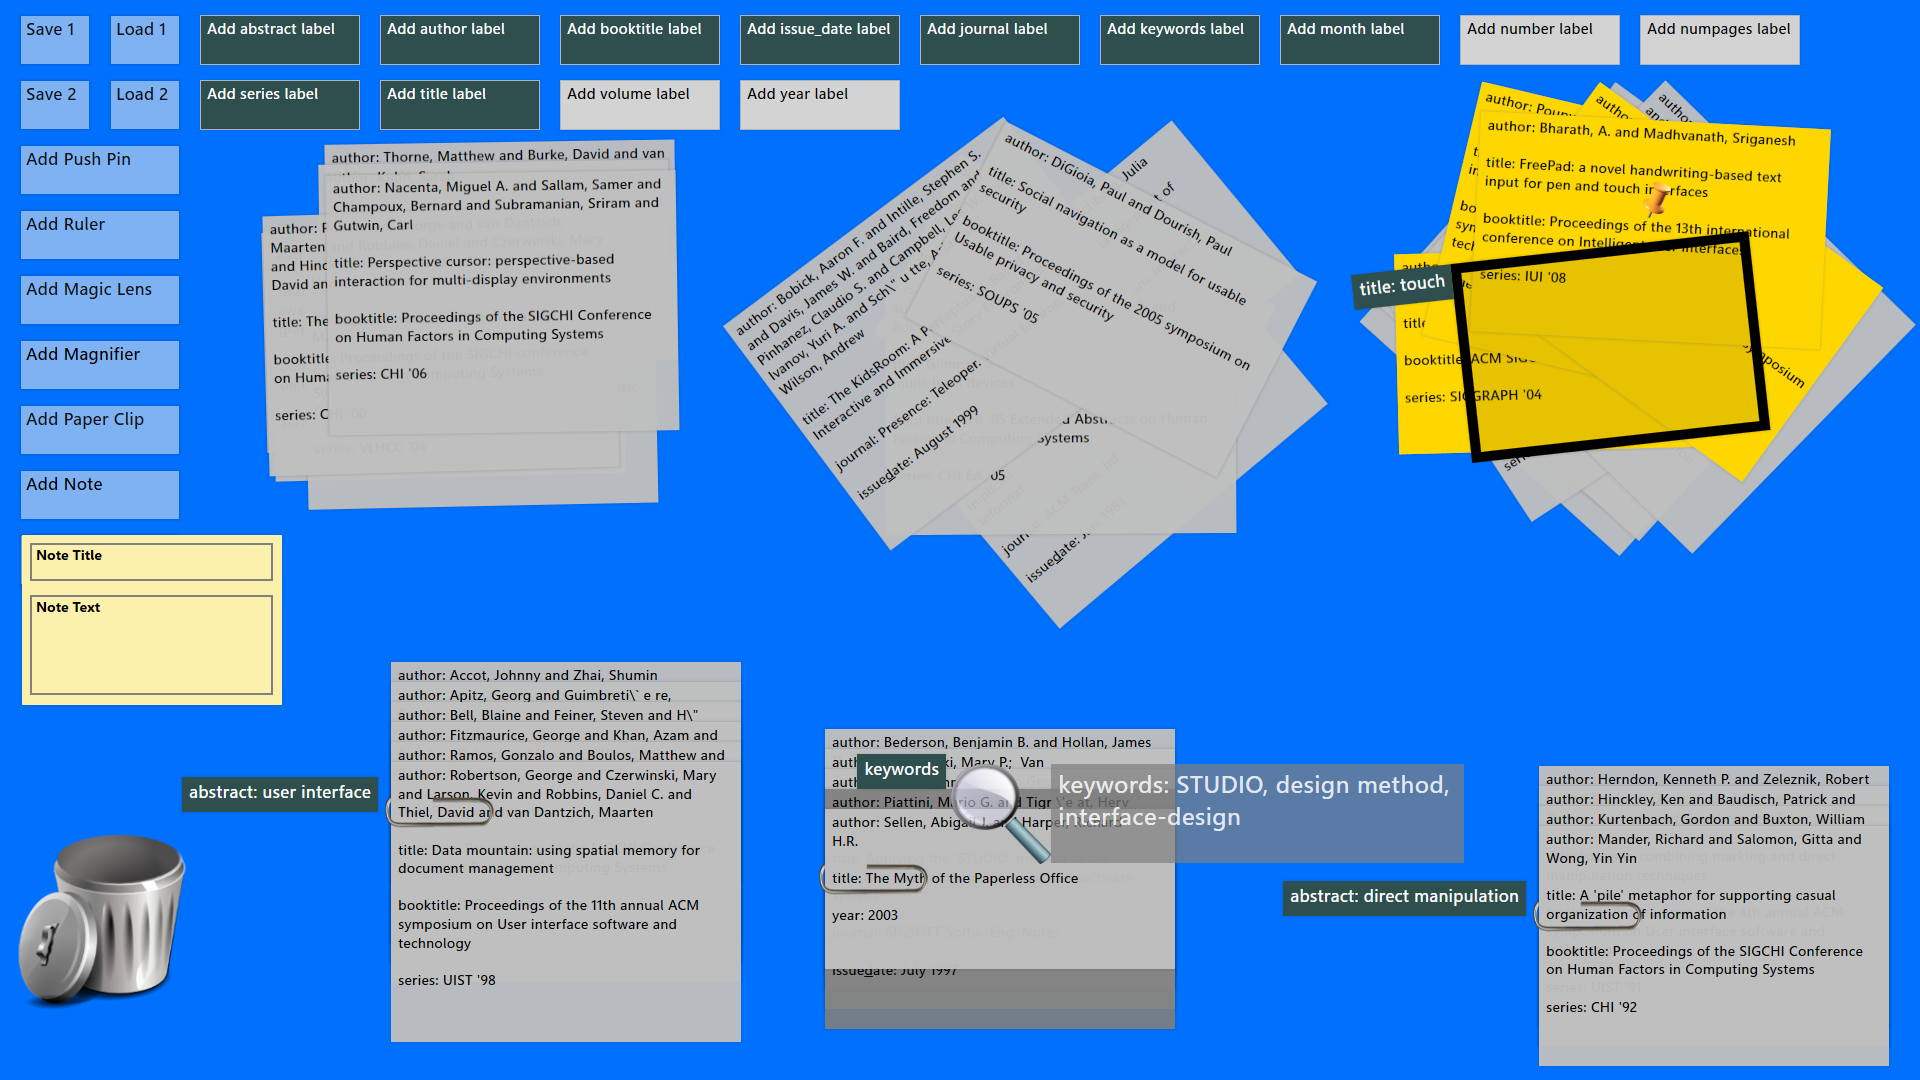 Save 1
Load 1
Add abstract label
Add author label
Add booktitle label
Add issue_date label
Add journal label
Add keywords label
Add month label
Add number label
Add numpages label
Save 2
Load 2
Add series label
Add title label
Add volume label
Add year label
Add Push Pin
Add Ruler
Add Magic Lens
Add Magnifier
Add Paper Clip
Add Note
Note Title
Note Text
author: Thorne, Matthew and Burke, David and van
author: Nacenta, Miguel A. and Sallam, Samer and
Champoux, Bernard and Subramanian, Sriram and
Gutwin, Carl
title: Perspective cursor: perspective-based
interaction for multi-display environments
booktitle: Proceedings of the SIGCHI Conference
on Human Factors in Computing Systems
series: CHI '06
author:
Maarten
and
David an
title: The
booktitle
on
author: Bobick, Aaron F. and Intille, Stephen S.
and Davis, James W. and Baird, Freedom and
Pinhanez, Claudio S. and Campbell,
Ivanov, Yuri A. and Sch\" u tte,
Wilson, Andrew
title: The KidsRoom: A
Interactive and Immersive
journal: Presence: Teleoper.
issuedate: August 1999
author: DiGioia, Paul and Dourish, Paul
title: Social navigation as a model for usable
security
booktitle: Proceedings of the 2005 symposium on
Usable privacy and security
series: SOUPS '05
Julia
of
Systems
05
issuedate:
author:
author: Bharath, A. and Madhvanath, Sriganesh
title: FreePad: a novel handwriting-based text
input for pen and touch interfaces
booktitle: Proceedings of the 13th international
conference on Intelligent interfaces
series: IUI '08
title: touch
booktitle: ACM
series: SIGGRAPH '04
symposium
author: Accot, Johnny and Zhai, Shumin
author: Apitz, Georg and Guimbreti\` e re,
author: Bell, Blaine and Feiner, Steven and H\"
author: Fitzmaurice, George and Khan, Azam and
author: Ramos, Gonzalo and Boulos, Matthew and
author: Robertson, George and Czerwinski, Mary
and Larson, Kevin and Robbins, Daniel C. and
Thiel, David and van Dantzich, Maarten
title: Data mountain: using spatial memory for
document management
booktitle: Proceedings of the 11th annual ACM
symposium on User interface software and
technology
series: UIST '98
abstract: user interface
author: Bederson, Benjamin B. and Hollan, James
Mary P.; Van
keywords
keywords: STUDIO, design method,
interface-design
author: Piattini, Mario G. and
author: Sellen, Abigail J. and Harper, Richard
H.R.
title: The Myth of the Paperless Office
year: 2003
issuedate: July 1997
abstract: direct manipulation
author: Herndon, Kenneth P. and Zeleznik, Robert
author: Hinckley, Ken and Baudisch, Patrick and
author: Kurtenbach, Gordon and Buxton, William
author: Mander, Richard and Salomon, Gitta and
Wong, Yin Yin
title: A 'pile' metaphor for supporting casual
organization of information
booktitle: Proceedings of the SIGCHI Conference
on Human Factors in Computing Systems
series: CHI '92